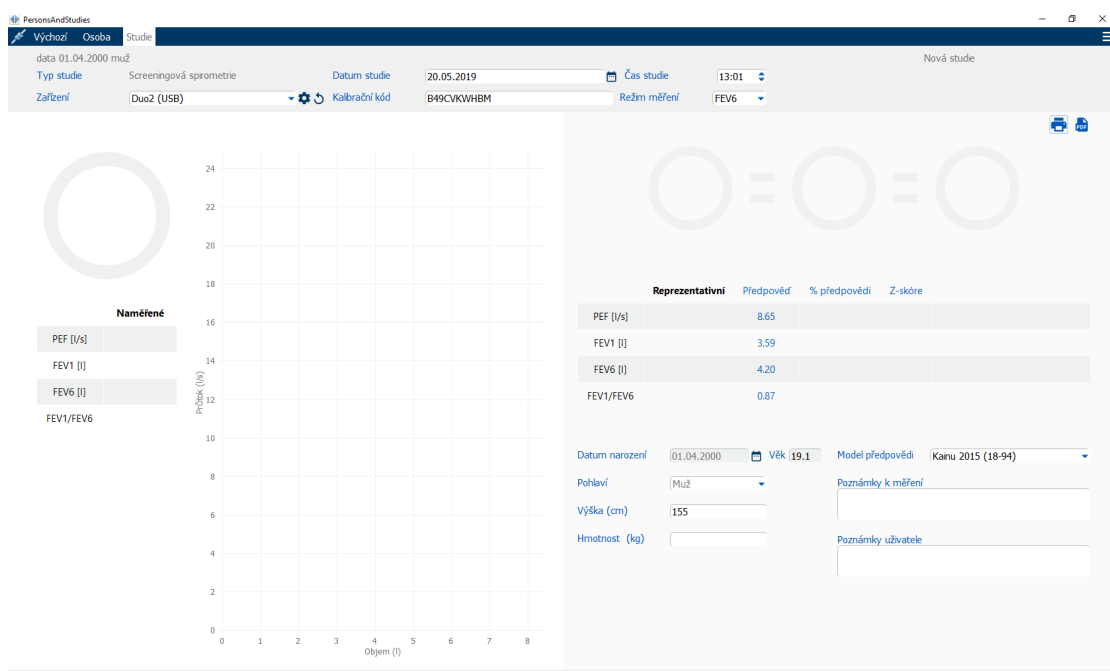 PersonsAndStudies
Výchozí Osoba Studie
data 01.04.2000 muž Nová studie
Typ studie Screeningová spirometrie Datum studie 20.05.2019 Čas studie 13:01
Zařízení Duo2 (USB) Kalibrační kód B49CVKWHBM Režim měření FEV6
PDF
Naměřené
PEF [l/s]
FEV1 [l]
FEV6 [l]
FEV1/FEV6
Průtok (l/s)
24
22
20
18
16
14
12
10
8
6
4
2
0
0 1 2 3 4 5 6 7 8
Objem (l)
Reprezentativní Předpověď % předpovědi Z-skóre
PEF [l/s] 8.65
FEV1 [l] 3.59
FEV6 [l] 4.20
FEV1/FEV6 0.87
Datum narození 01.04.2000 Věk 19.1 Model předpovědi Kainu 2015 (18-94)
Pohlaví Muž Poznámky k měření
Výška (cm) 155
Hmotnost (kg) Poznámky uživatele